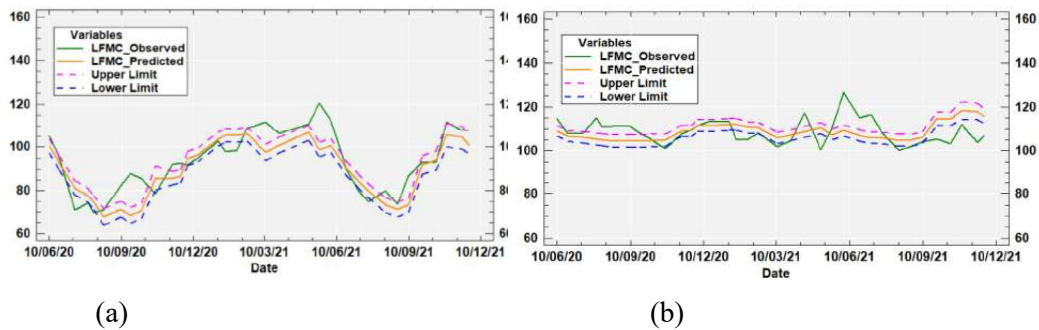 160
140
120
100
80
60
Variables
LFMC_Observed
LFMC_Predicted
Upper Limit
Lower Limit
10/06/20 10/09/20 10/12/20 10/03/21 10/06/21 10/09/21 10/12/21
Date
(a)
160 160
140 140
120 120
100 100
80 80
60 60
Variables
LFMC_Observed
LFMC_Predicted
Upper Limit
Lower Limit
10/06/20 10/09/20 10/12/20 10/03/21 10/06/21 10/09/21 10/12/21
Date
(b)